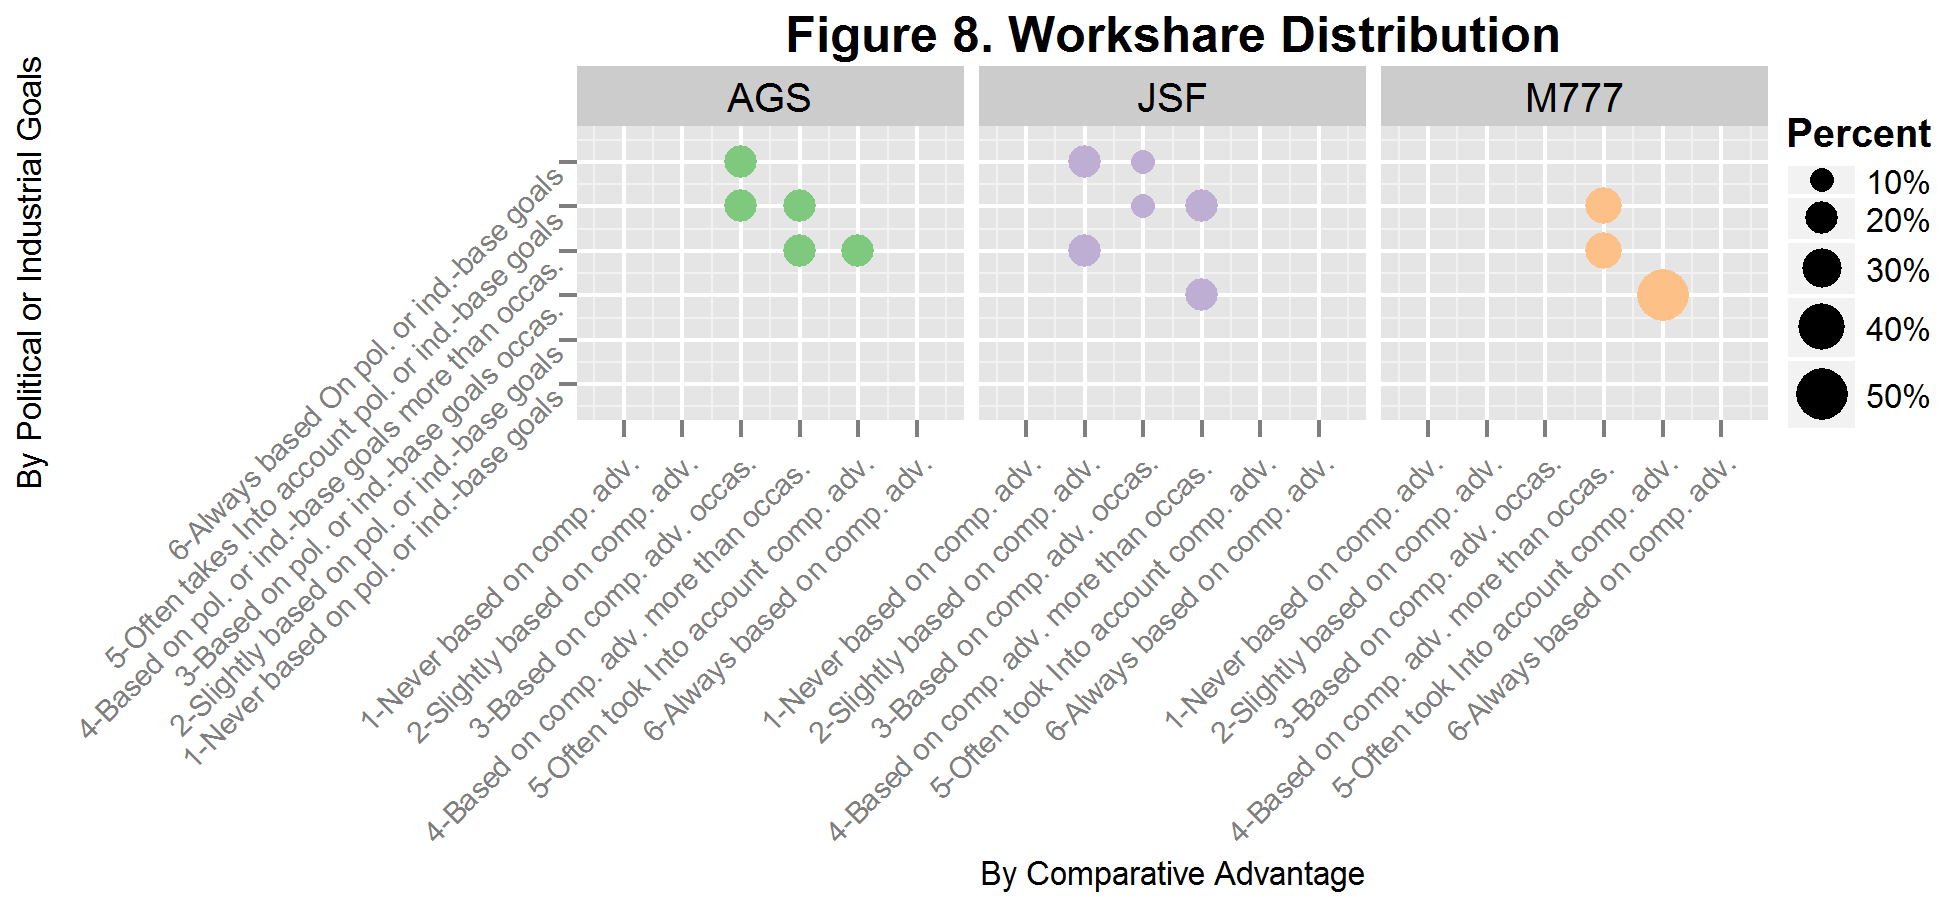 Figure 8. Workshare Distribution
AGS
JSF
M777
By Political or Industrial Goals
6-Always based On pol. or ind.-base goals
5-Often takes Into account pol. or ind.-base goals
4-Based on pol. or ind.-base goals more than occas.
3-Based on pol. or ind.-base goals occas.
2-Slightly based on pol. or ind.-base goals
1-Never based on pol. or ind.-base goals
1-Never based on comp. adv.
2-Slightly based on comp. adv.
3-Based on comp. adv. occas.
4-Based on comp. adv. more than occas.
5-Often took Into account comp. adv.
6-Always based on comp. adv.
1-Never based on comp. adv.
2-Slightly based on comp. adv.
3-Based on comp. adv. occas.
4-Based on comp. adv. more than occas.
5-Often took Into account comp. adv.
6-Always based on comp. adv.
1-Never based on comp. adv.
2-Slightly based on comp. adv.
3-Based on comp. adv. occas.
4-Based on comp. adv. more than occas.
5-Often took Into account comp. adv.
6-Always based on comp. adv.
By Comparative Advantage
Percent
10%
20%
30%
40%
50%